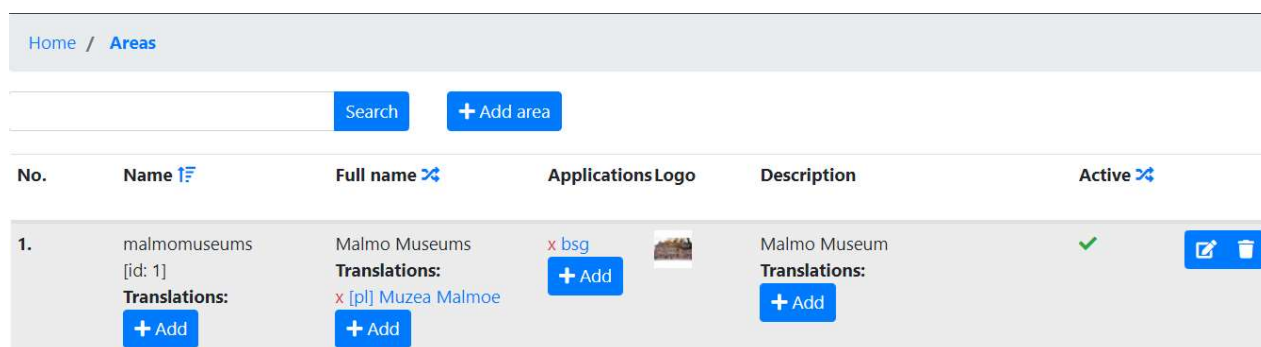 Home / Areas
Search
Add area
No. Name Full name Applications Logo Description Active
1. malmomuseums Malmo Museums x bsg Malmo Museum
[id: 1] Translations: Add Translations:
Translations: x [pl] Muzea Malmoe Add
Add Add